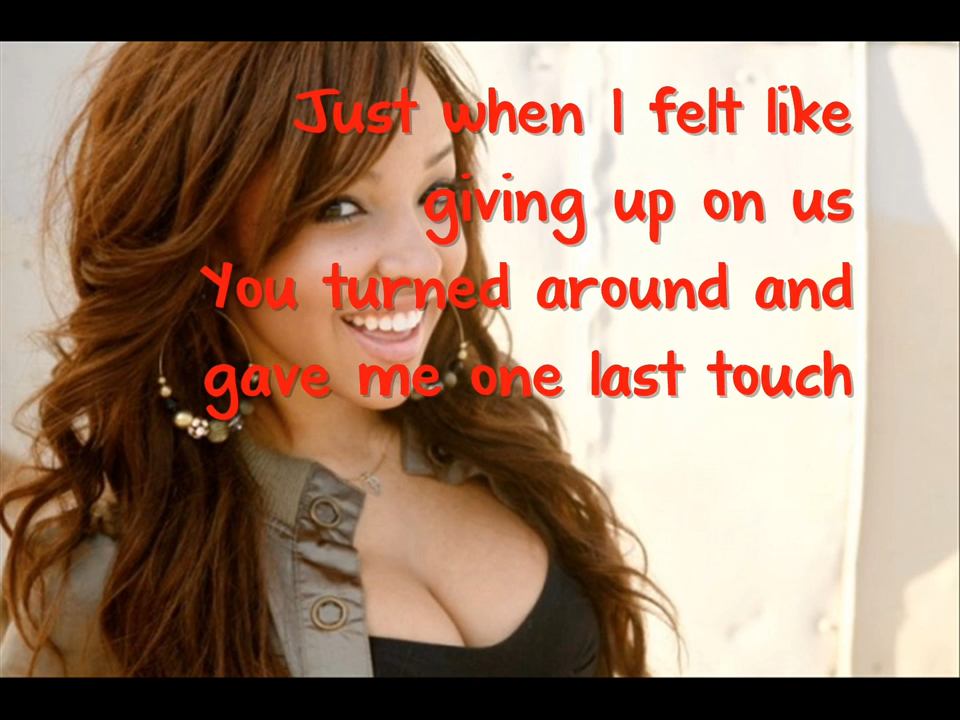 Just when I felt like
giving up on us
You turned around and
gave me one last touch